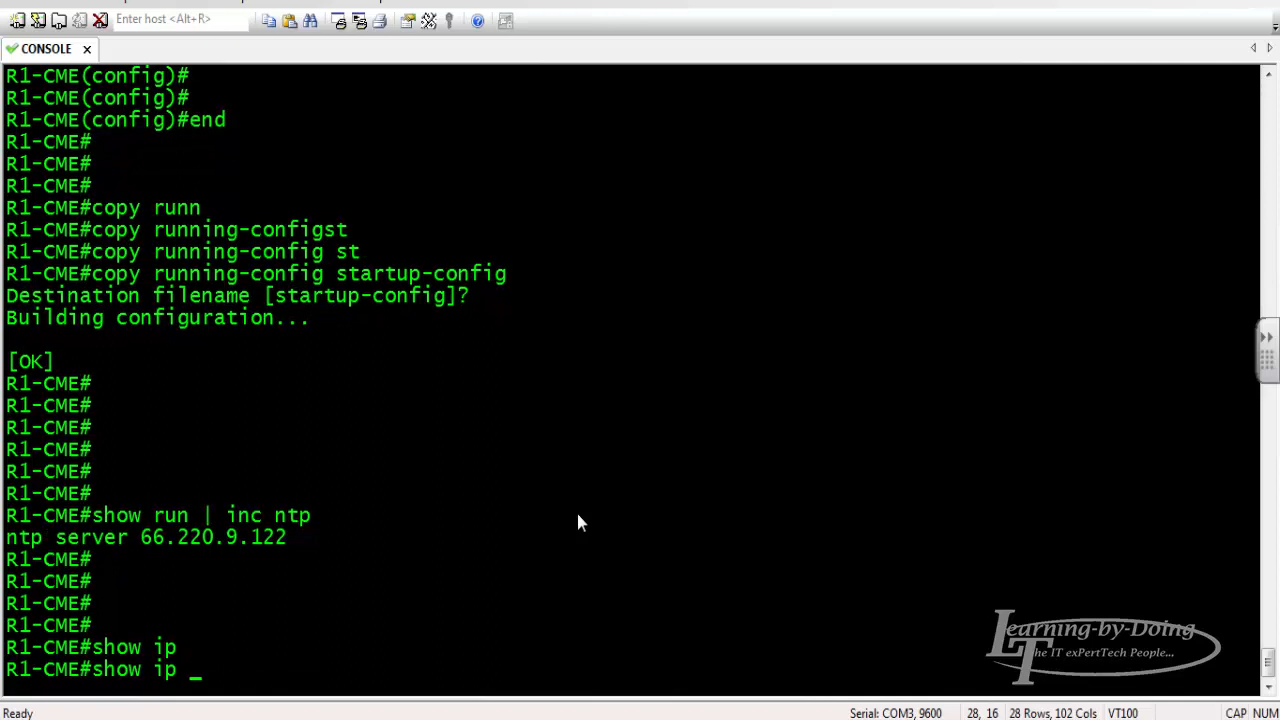 Enter host <Alt+R>
CONSOLE
R1-CME(config)#
R1-CME(config)#
R1-CME(config)#end
R1-CME#
R1-CME#
R1-CME#
R1-CME#copy runn
R1-CME#copy running-configst
R1-CME#copy running-config st
R1-CME#copy running-config startup-config
Destination filename [startup-config]?
Building configuration...
[OK]
R1-CME#
R1-CME#
R1-CME#
R1-CME#
R1-CME#
R1-CME#
R1-CME#show run | inc ntp
ntp server 66.220.9.122
R1-CME#
R1-CME#
R1-CME#
R1-CME#
R1-CME#show ip
R1-CME#show ip _
Learning-by-Doing
The IT exPertTech People...
Ready Serial: COM3, 9600 28, 16 28 Rows, 102 Cols VT100 CAP NUM